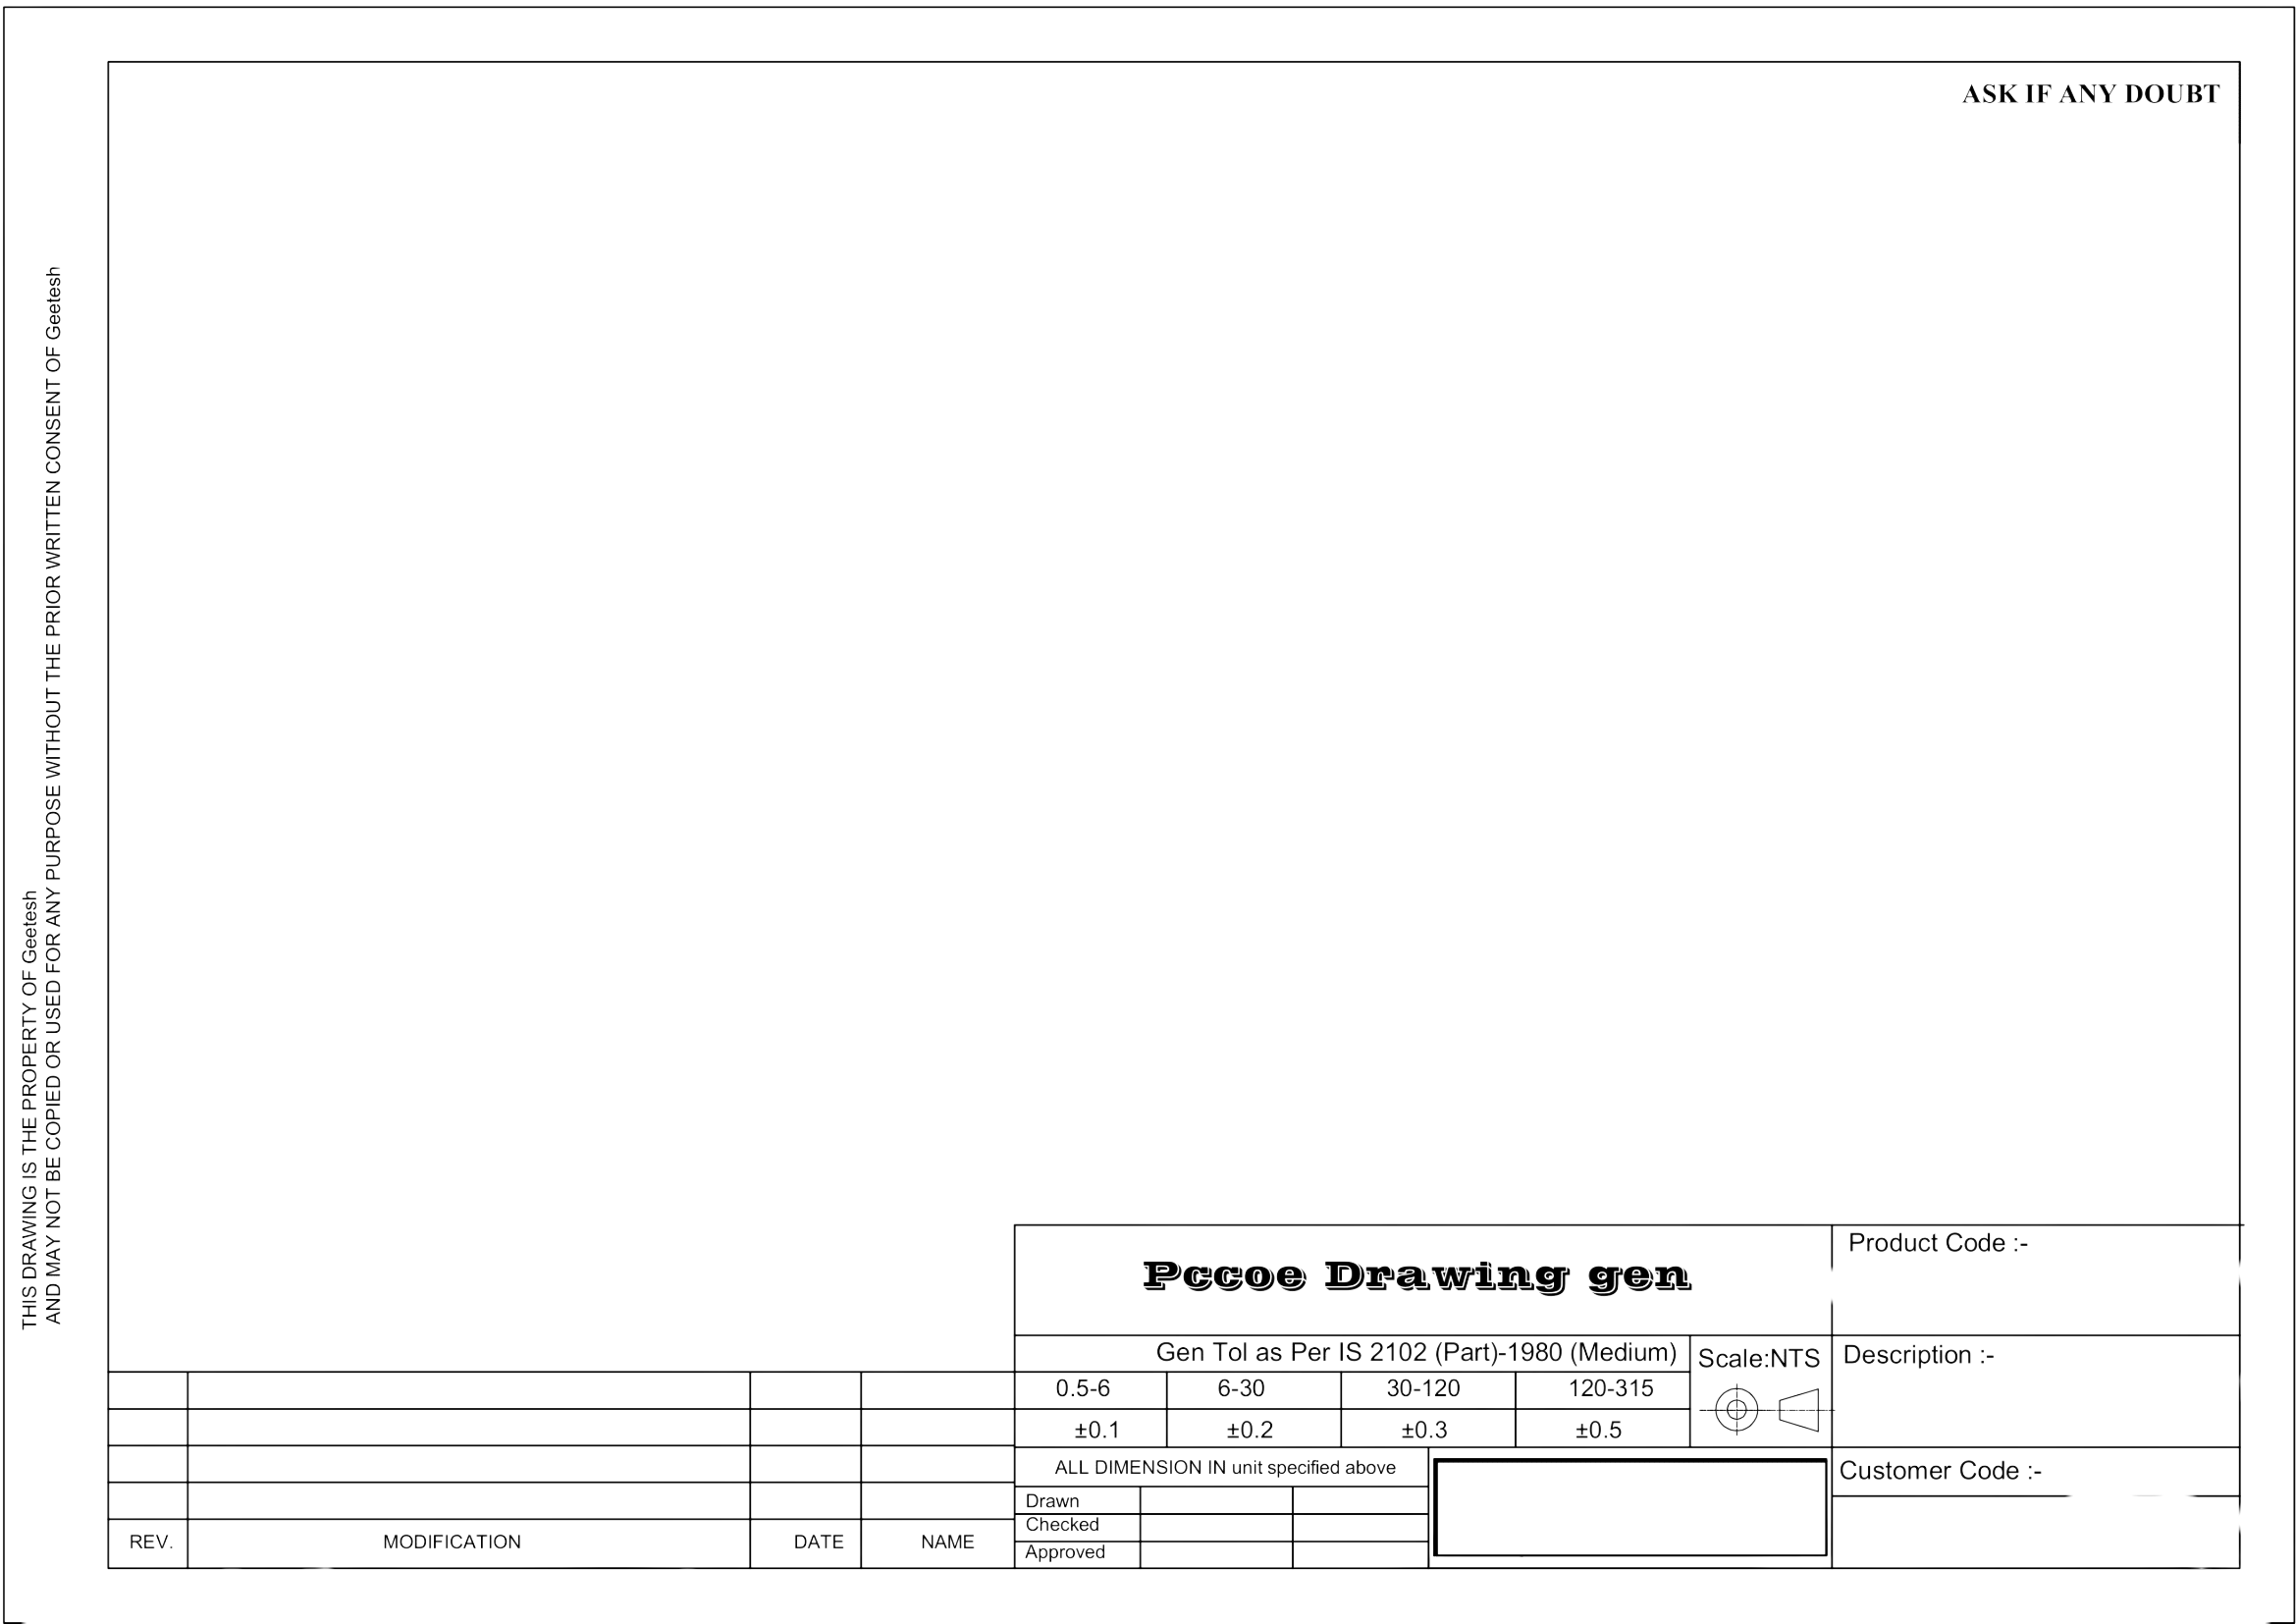 ASK IF ANY DOUBT
THIS DRAWING IS THE PROPERTY OF Geetesh
AND MAY NOT BE COPIED OR USED FOR ANY PURPOSE WITHOUT THE PRIOR WRITTEN CONSENT OF Geetesh
Pccoe Drawing gen
Product Code :-
Gen Tol as Per IS 2102 (Part)-1980 (Medium)
Scale:NTS
Description :-
0.5-6 6-30 30-120 120-315
±0.1 ±0.2 ±0.3 ±0.5
ALL DIMENSION IN unit specified above
Customer Code :-
Drawn
Checked
Approved
REV. MODIFICATION DATE NAME